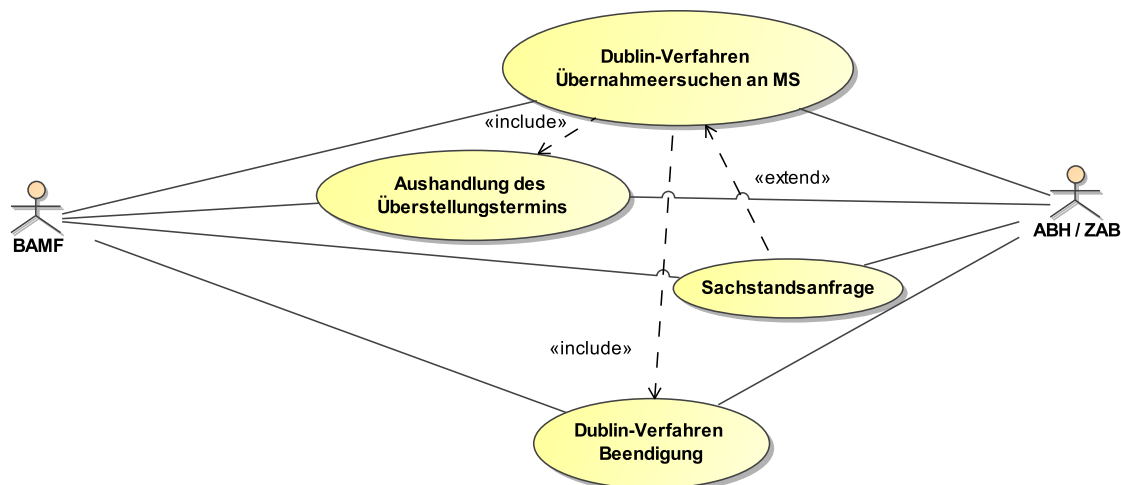 Dublin-Verfahren
Übernahmeersuchen an MS
«include»
Aushandlung des
Überstellungstermins
«extend»
BAMF
ABH / ZAB
Sachstandsanfrage
«include»
Dublin-Verfahren
Beendigung